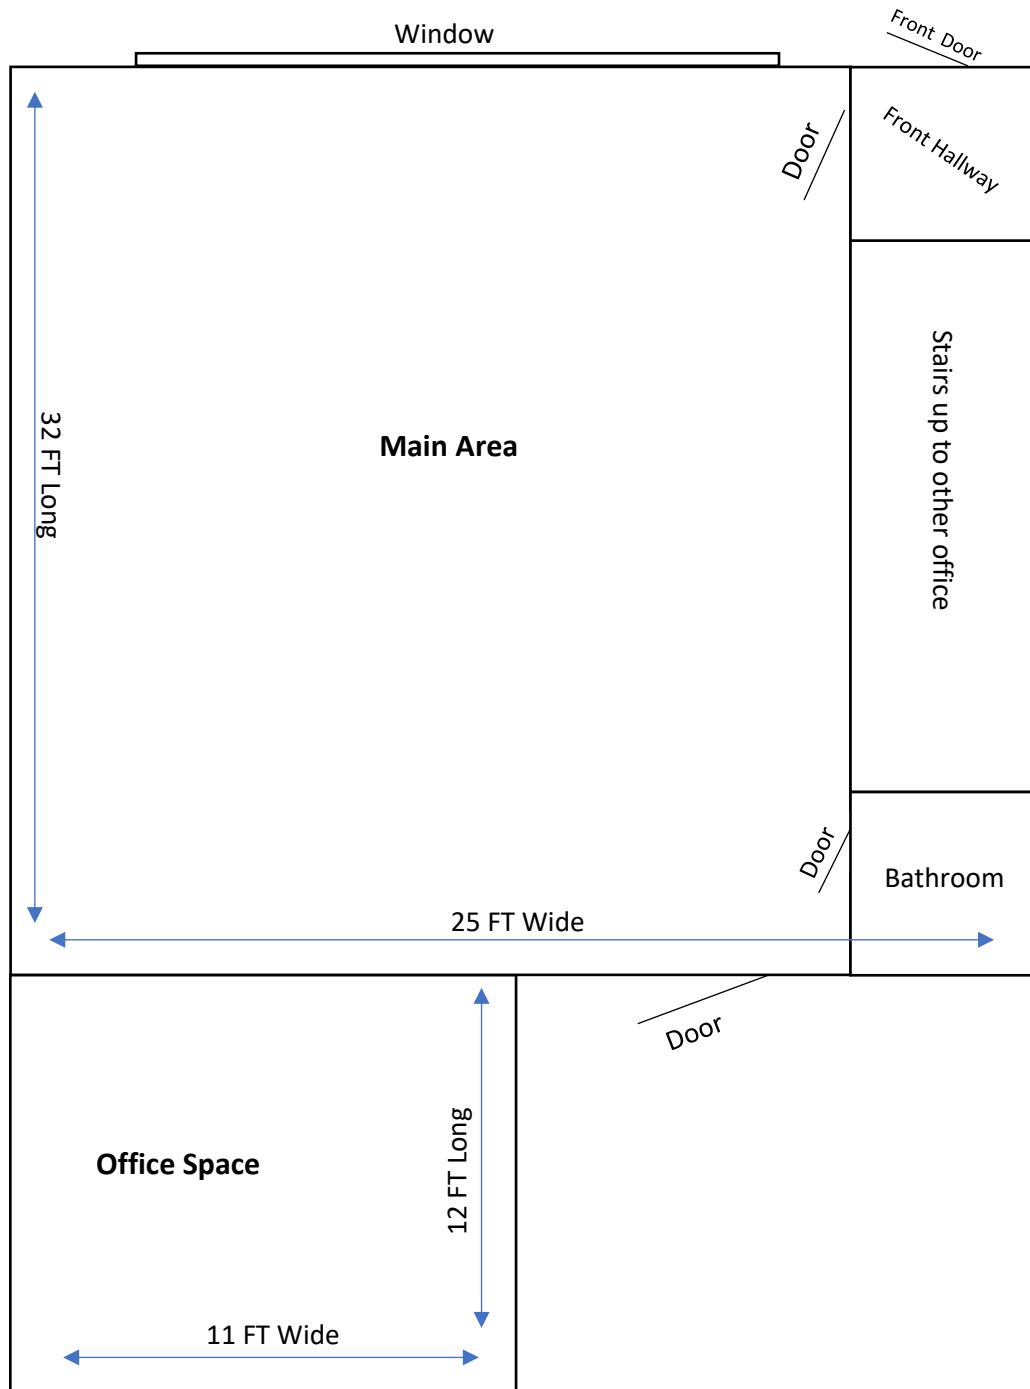 Window
Front Door
Door
Front Hallway
32 FT Long
Main Area
Stairs up to other office
Door
Bathroom
25 FT Wide
Door
Office Space
12 FT Long
11 FT Wide